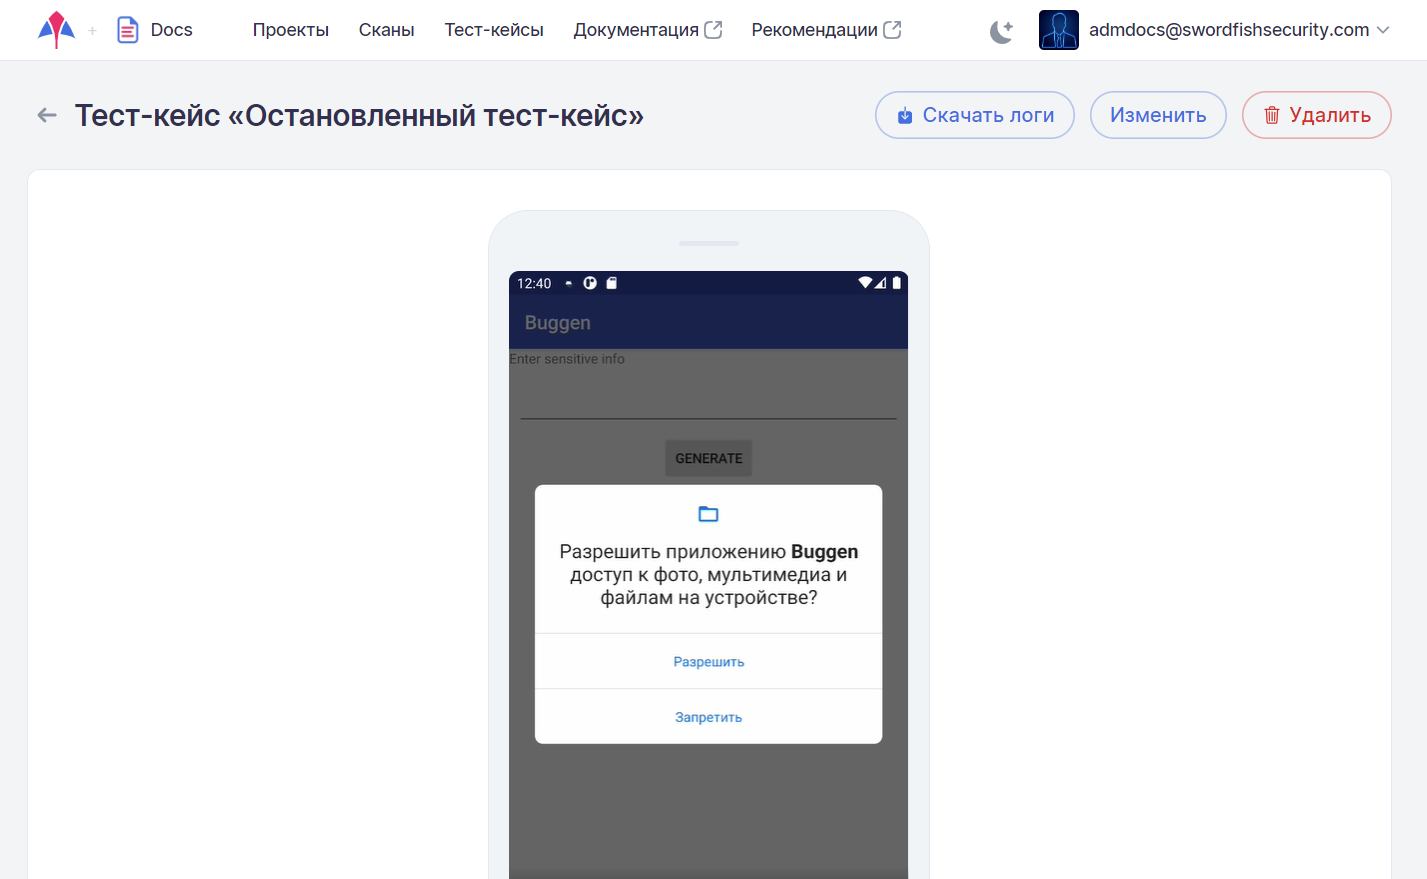 + Docs Проекты Сканы Тест-кейсы Документация Рекомендации admdocs@swordfishsecurity.com
Тест-кейс «Остановленный тест-кейс» Скачать логи Изменить Удалить
12:40
Buggen
Enter sensitive info
GENERATE
Разрешить приложению Buggen
доступ к фото, мультимедиа и
файлам на устройстве?
Разрешить
Запретить